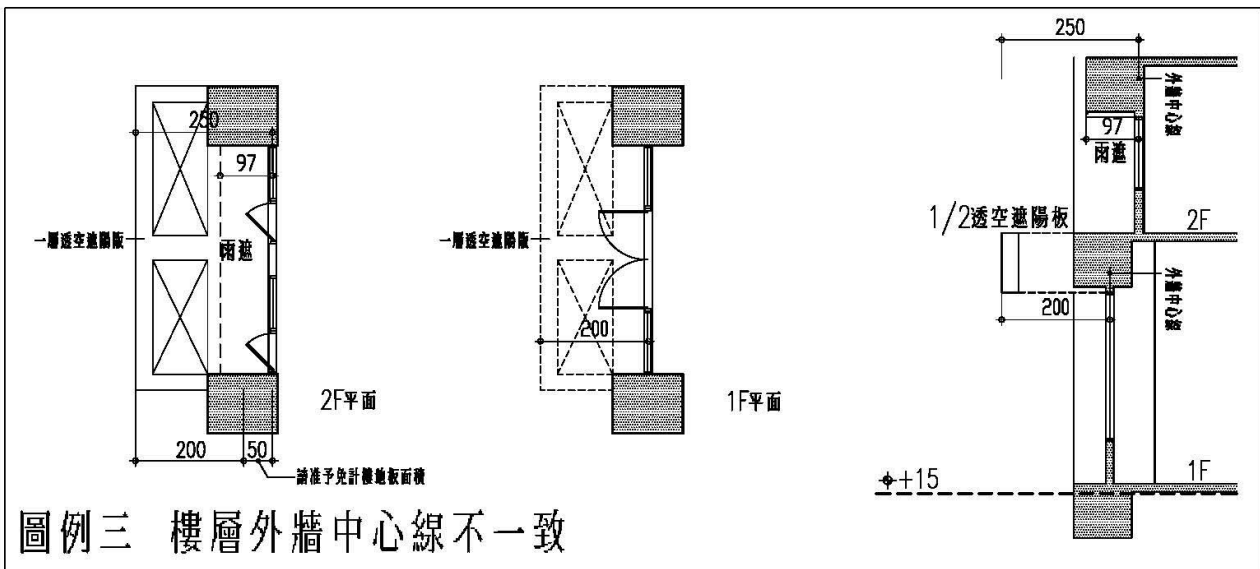 250
97
一層透空遮陽版
雨遮
2F平面
200
50
請准予免計樓地板面積
一層透空遮陽版
200
1F平面
250
外牆中心線
97
雨遮
1/2透空遮陽板
2F
外牆中心線
200
+15
1F
圖例三 樓層外牆中心線不一致